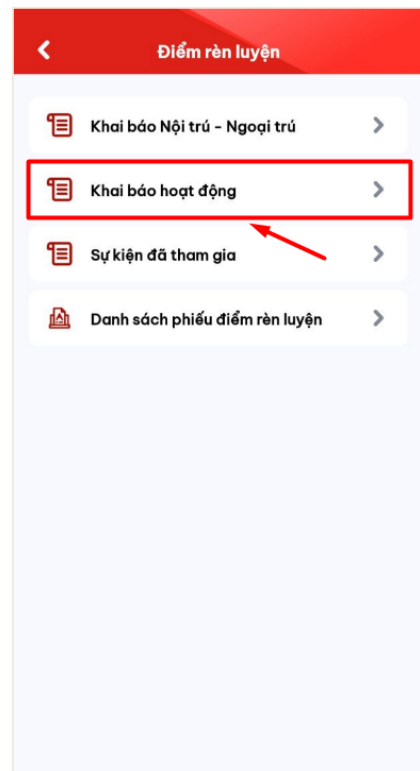 Điểm rèn luyện
Khai báo Nội trú - Ngoại trú
Khai báo hoạt động
Sự kiện đã tham gia
Danh sách phiếu điểm rèn luyện